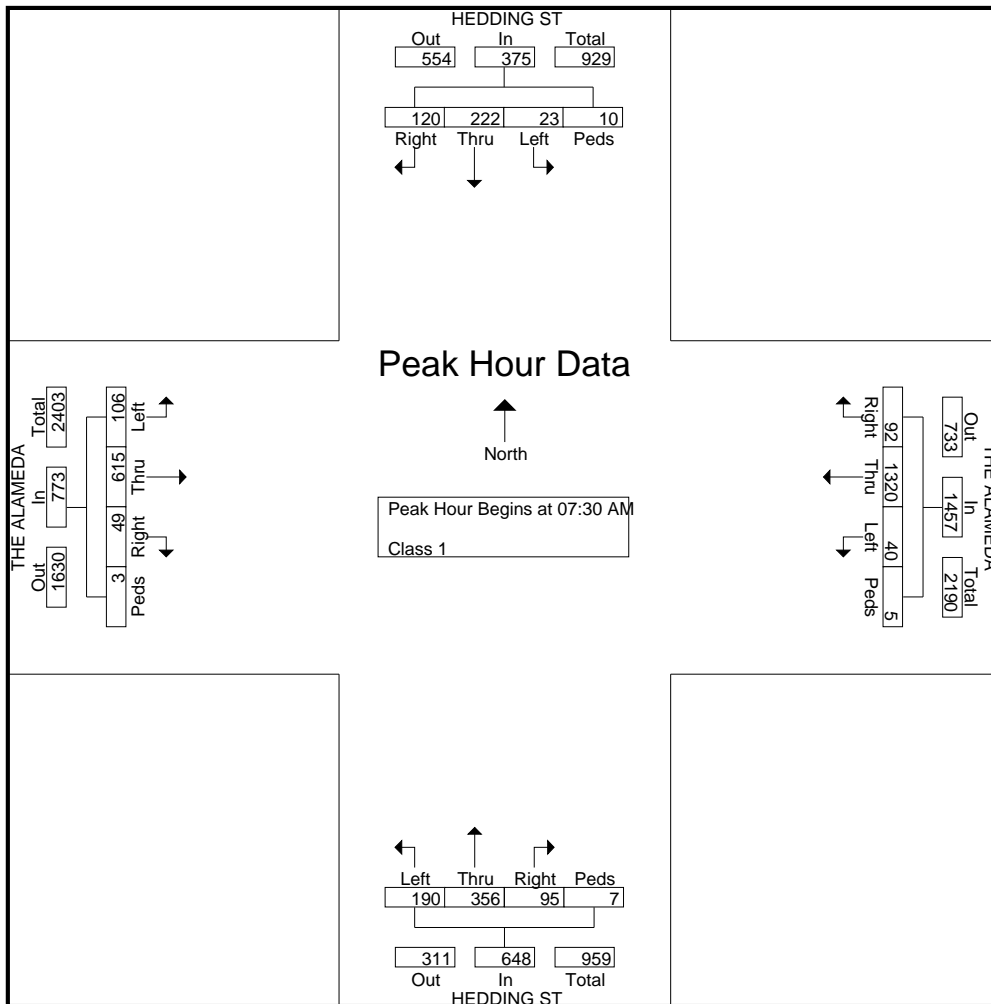 HEDDING ST
Out In Total
554 375 929
120 222 23 10
Right Thru Left Peds
Peak Hour Data
North
Peak Hour Begins at 07:30 AM
Class 1
THE ALAMEDA
Out In Total
1630 773 2403
106 615 49 3
Left Thru Right Peds
Right Thru Left Peds
92 1320 40 5
733 1457 2190
Out In Total
THE ALAMEDA
Left Thru Right Peds
190 356 95 7
311 648 959
Out In Total
HEDDING ST